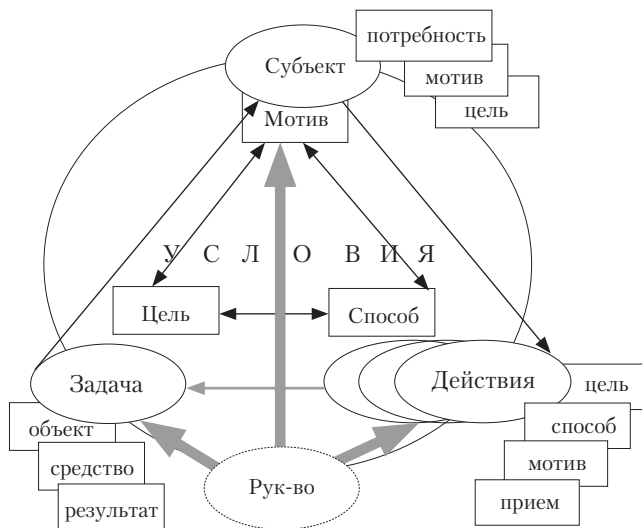 потребность
Субъект
мотив
цель
Мотив
У С Л О В И Я
Цель
Способ
Задача
Действия
цель
объект
способ
средство
мотив
Рук-во
результат
прием